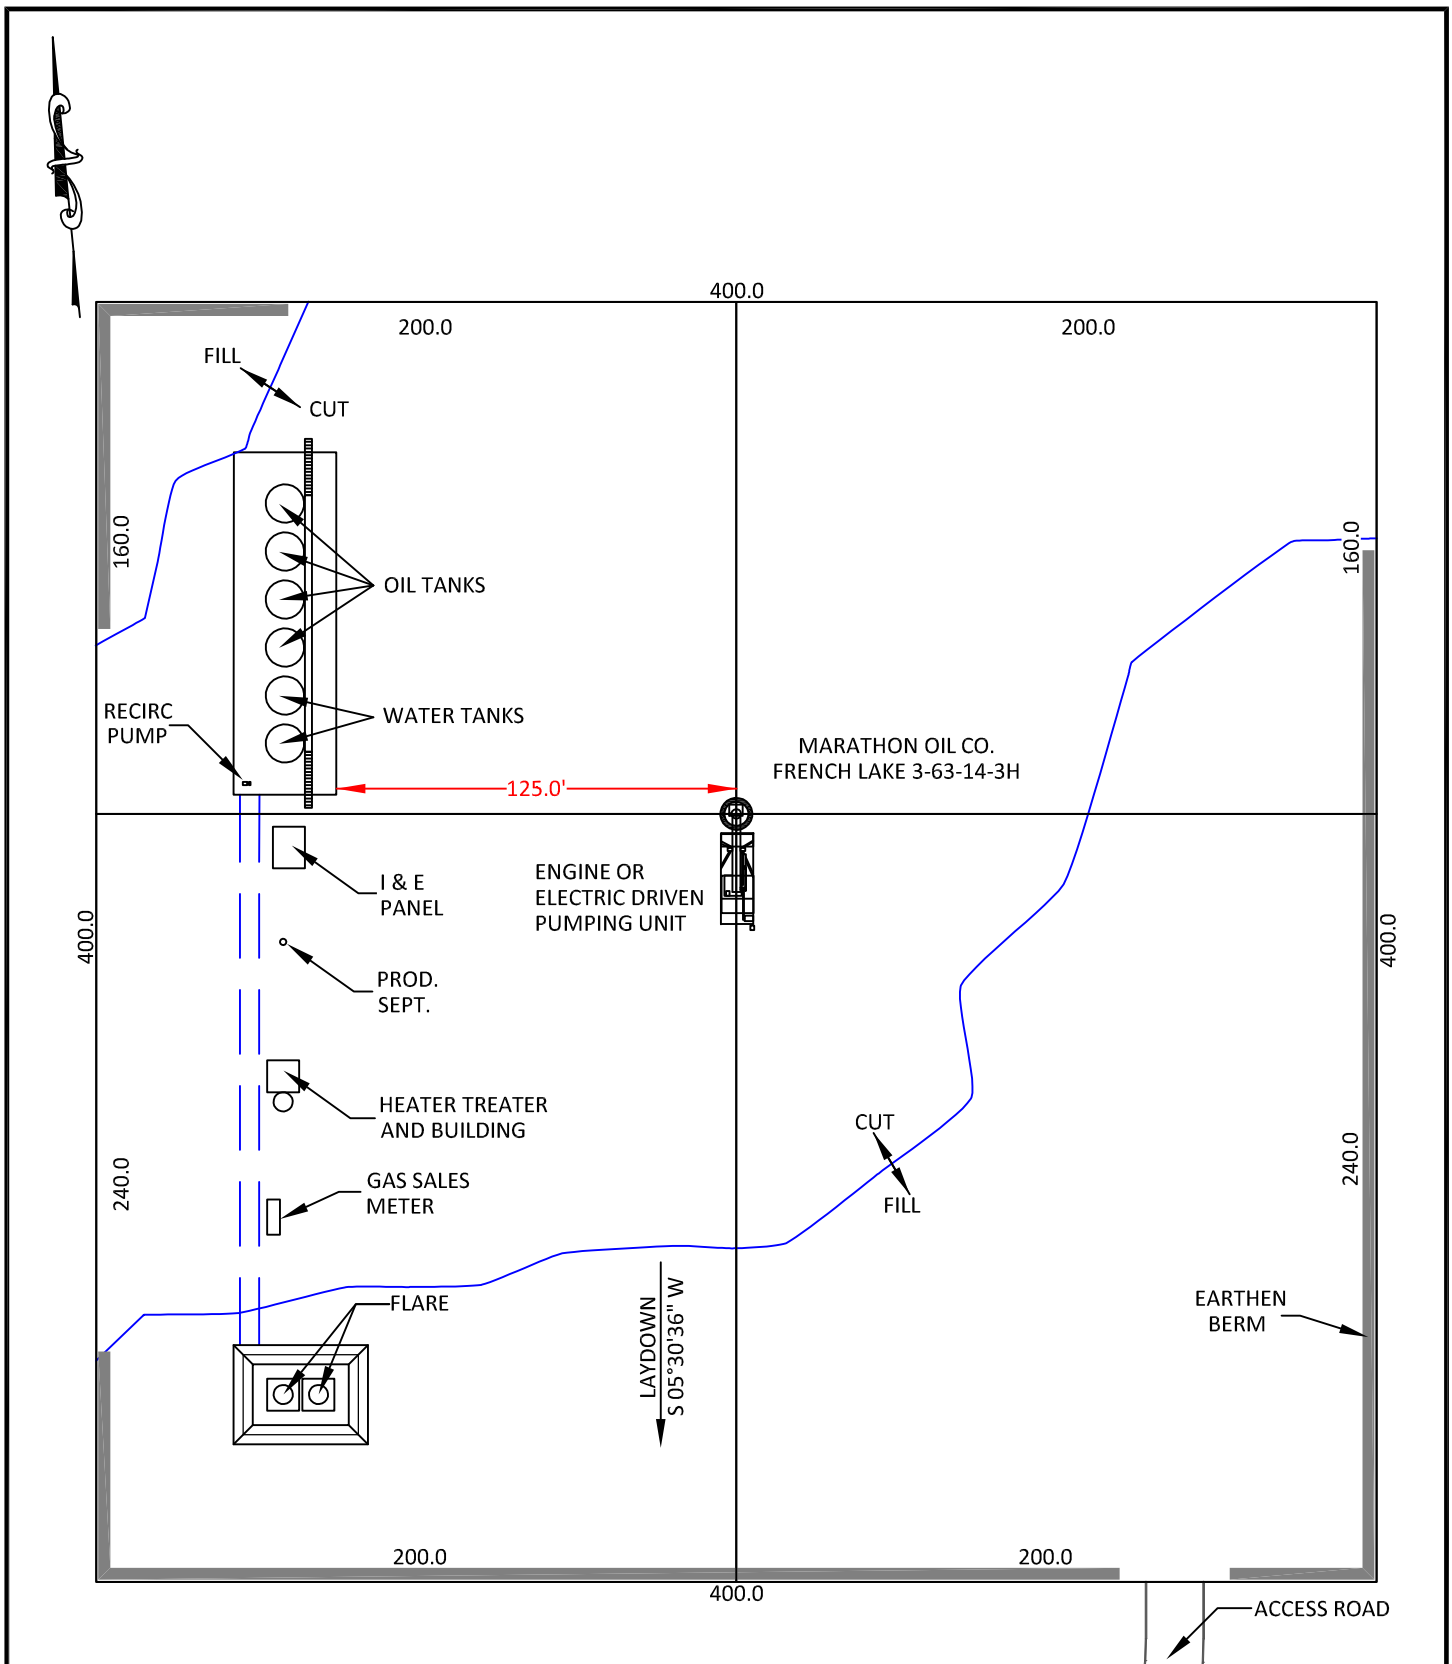 400.0
200.0
200.0
FILL
CUT
160.0
160.0
OIL TANKS
RECIRC
PUMP
WATER TANKS
MARATHON OIL CO.
FRENCH LAKE 3-63-14-3H
125.0'
ENGINE OR
ELECTRIC DRIVEN
PUMPING UNIT
I & E
PANEL
400.0
400.0
PROD.
SEPT.
HEATER TREATER
AND BUILDING
CUT
FILL
240.0
240.0
GAS SALES
METER
FLARE
LAYDOWN
S 05°30'36" W
EARTHEN
BERM
200.0
200.0
400.0
ACCESS ROAD